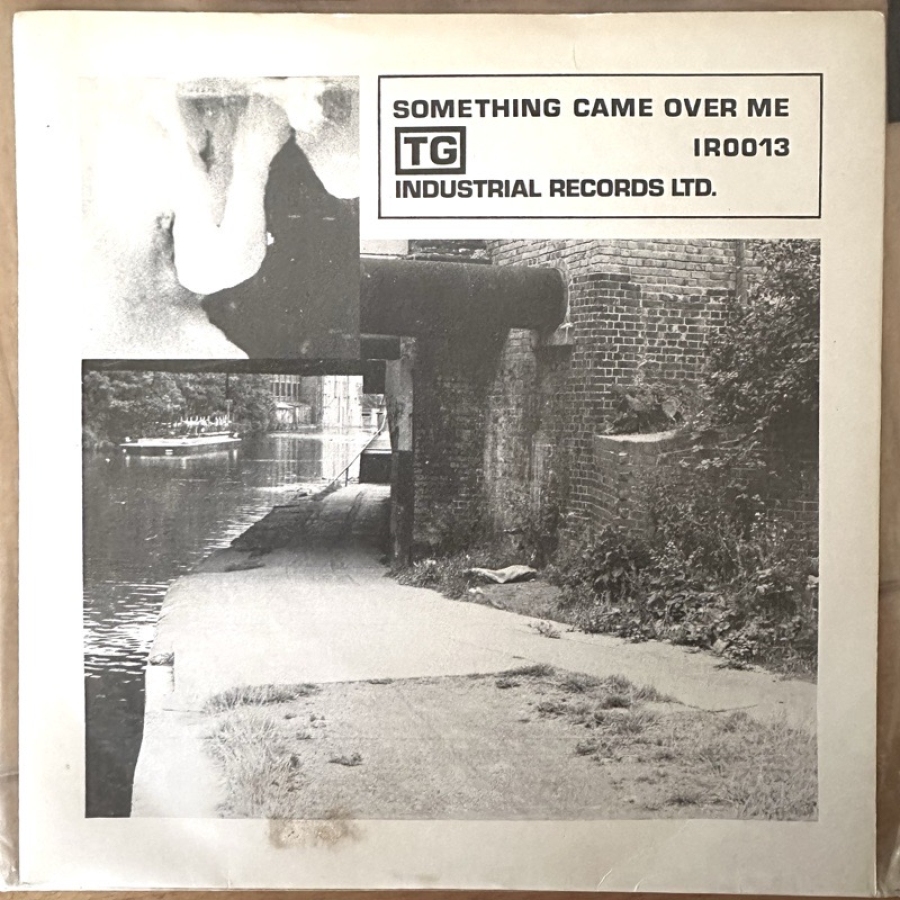 SOMETHING CAME OVER ME
TG
IR0013
INDUSTRIAL RECORDS LTD.